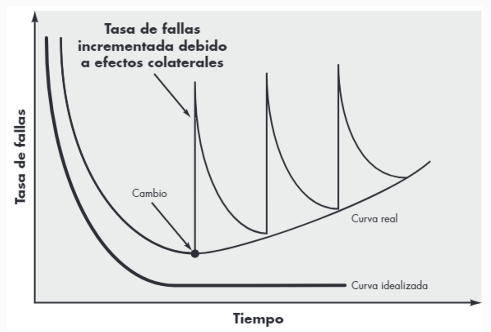 Tasa de fallas
incrementada debido
a efectos colaterales
Tasa de fallas
Cambio
Curva real
Curva idealizada
Tiempo